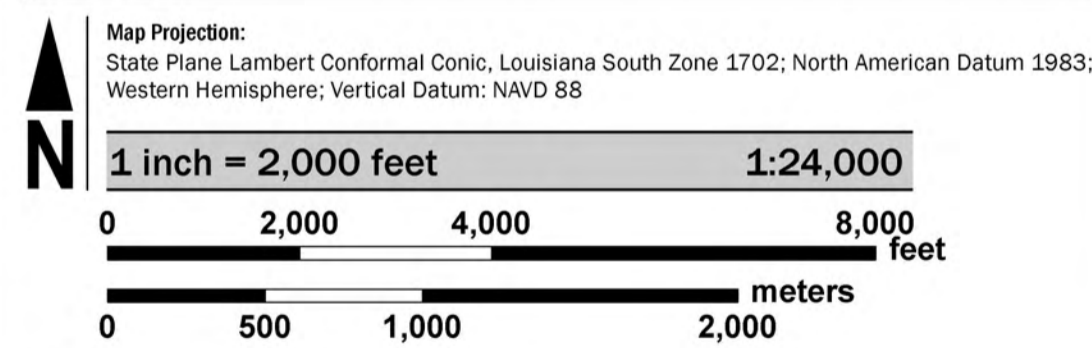 Map Projection:
State Plane Lambert Conformal Conic, Louisiana South Zone 1702; North American Datum 1983;
Western Hemisphere; Vertical Datum: NAVD 88
N
1 inch = 2,000 feet 1:24,000
0 2,000 4,000 8,000
feet
meters
0 500 1,000 2,000